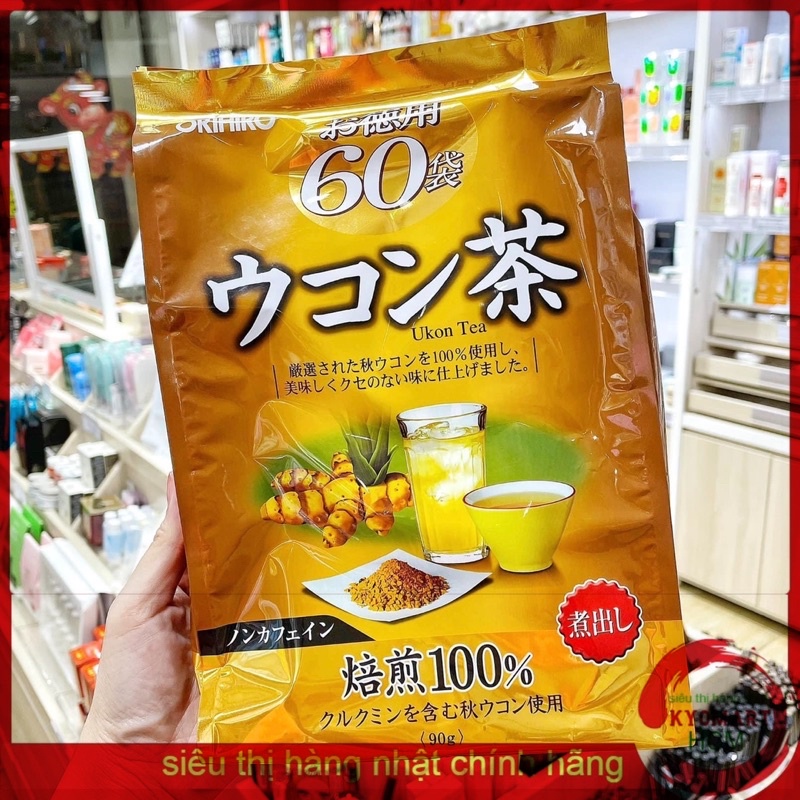 ORIHIRO
お徳用
60袋
ウコン茶
Ukon Tea
厳選された秋ウコンを100%使用し、
美味しくクセのない味に仕上げました。
ノンカフェイン
煮出し
焙煎100%
クルクミンを含む秋ウコン使用
〈90g〉
siêu thị
KYOMART
siêu thị hàng nhật chính hãng